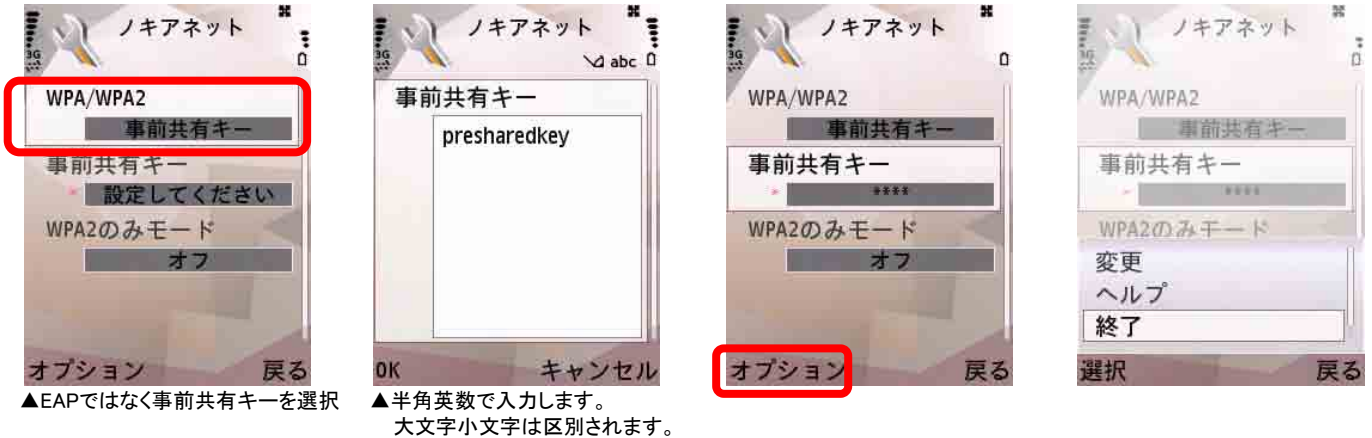 3G
ノキアネット
WPA/WPA2
事前共有キー
事前共有キー
設定してください
WPA2のみモード
オフ
オプション 戻る
▲EAPではなく事前共有キーを選択
3G
ノキアネット
abc
事前共有キー
presharedkey
OK キャンセル
▲半角英数で入力します。
大文字小文字は区別されます。
3G
ノキアネット
WPA/WPA2
事前共有キー
事前共有キー
****
WPA2のみモード
オフ
オプション 戻る
3G
ノキアネット
WPA/WPA2
事前共有キー
事前共有キー
****
WPA2のみモード
変更
ヘルプ
終了
選択 戻る